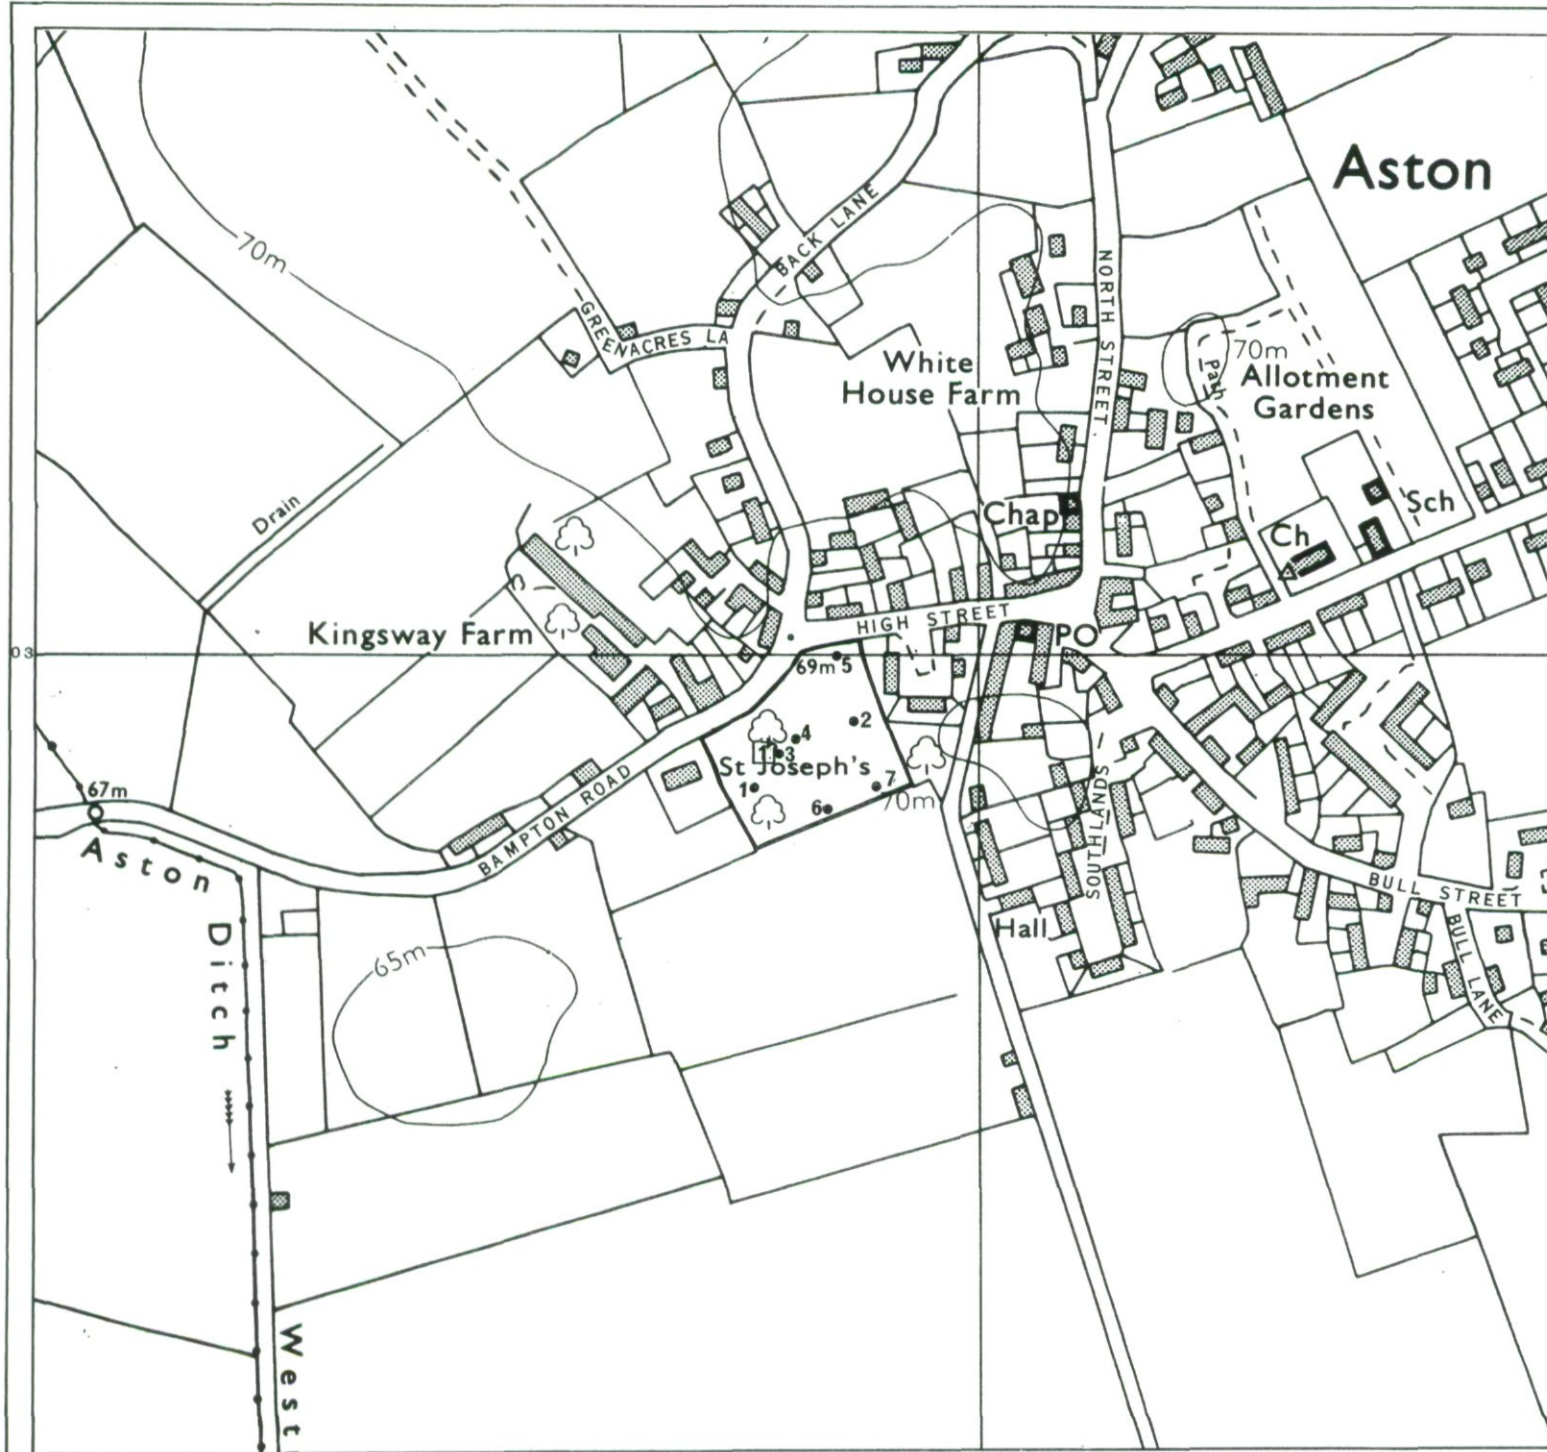 Aston
70m
BACK LANE
NORTH STREET
GREENACRES LA
White
House Farm
Path
70m
Allotment
Gardens
Drain
Chap
Sch
Ch
Kingsway Farm
HIGH STREET
PO
03
69m 5
2
4
3
St Joseph's
1
7
6
70m
67m
BAMPTON ROAD
SOUTHLANDS
Aston
Ditch
BULL STREET
BULL LANE
Hall
65m
West